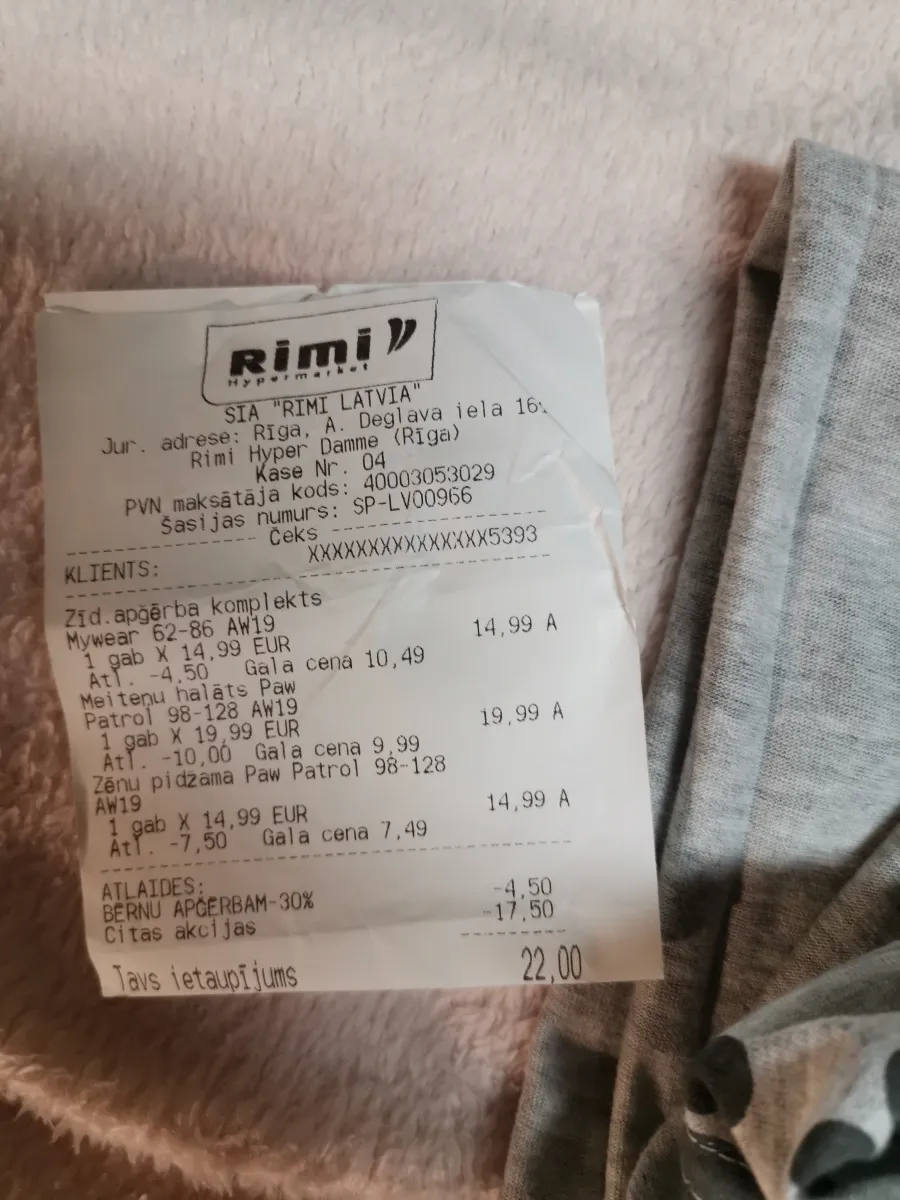 Rimi
Hypermarket
SIA "RIMI LATVIA"
Jur. adrese: Rīga, A. Deglava iela
Rimi Hyper Damme (Rīga)
Kase Nr. 04
PVN maksātāja kods: 40003053029
Šasijas numurs: SP-LV00966
Čeks
KLIENTS: XXXXXXXXXXXXXXX5393
Zīd.apģērba komplekts
Mywear 62-86 AW19 14,99 A
1 gab X 14,99 EUR
Atl. -4,50 Gala cena 10,49
Meiteņu halāts Paw
Patrol 98-128 AW19 19,99 A
1 gab X 19,99 EUR
Atl. -10,00 Gala cena 9,99
Zēnu pidžama Paw Patrol 98-128
AW19 14,99 A
1 gab X 14,99 EUR
Atl. -7,50 Gala cena 7,49
ATLAIDES:
BĒRNU APĢĒRBAM-30% -4,50
Citas akcijas -17,50
Tavs ietaupījums 22,00